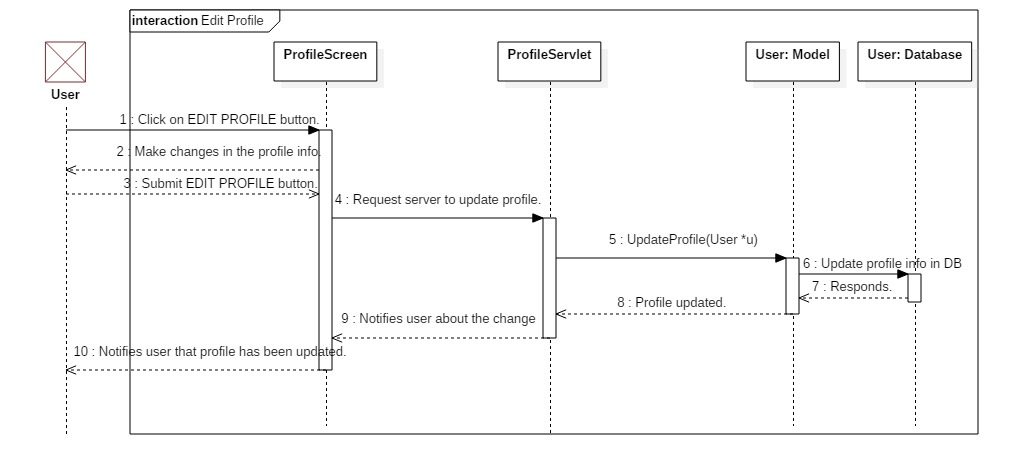 interaction Edit Profile
ProfileScreen
ProfileServlet
User: Model
User: Database
User
1 : Click on EDIT PROFILE button.
2 : Make changes in the profile info.
3 : Submit EDIT PROFILE button.
4 : Request server to update profile.
5 : UpdateProfile(User *u)
6 : Update profile info in DB
7 : Responds.
8 : Profile updated.
9 : Notifies user about the change
10 : Notifies user that profile has been updated.